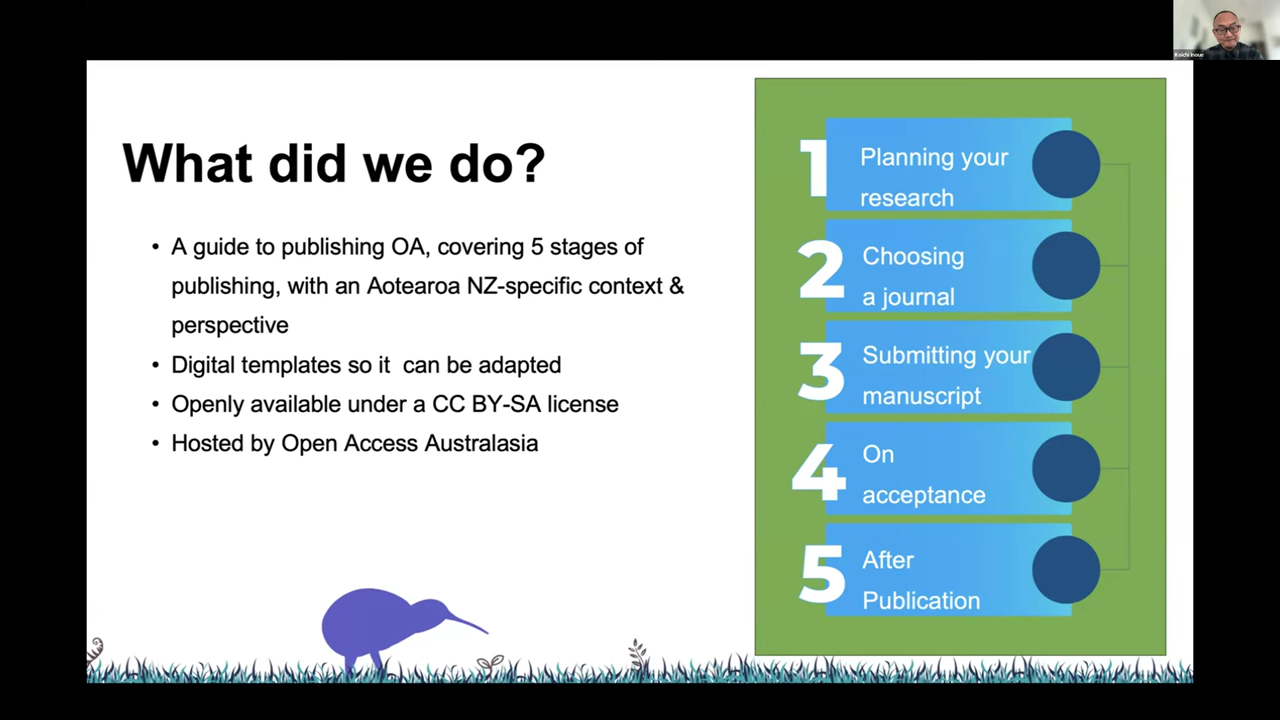 Koichi Inoue
What did we do?
• A guide to publishing OA, covering 5 stages of
publishing, with an Aotearoa NZ-specific context &
perspective
• Digital templates so it  can be adapted
• Openly available under a CC BY-SA license
• Hosted by Open Access Australasia
1
Planning your
research
2
Choosing
a journal
3
Submitting your
manuscript
4
On
acceptance
5
After
Publication